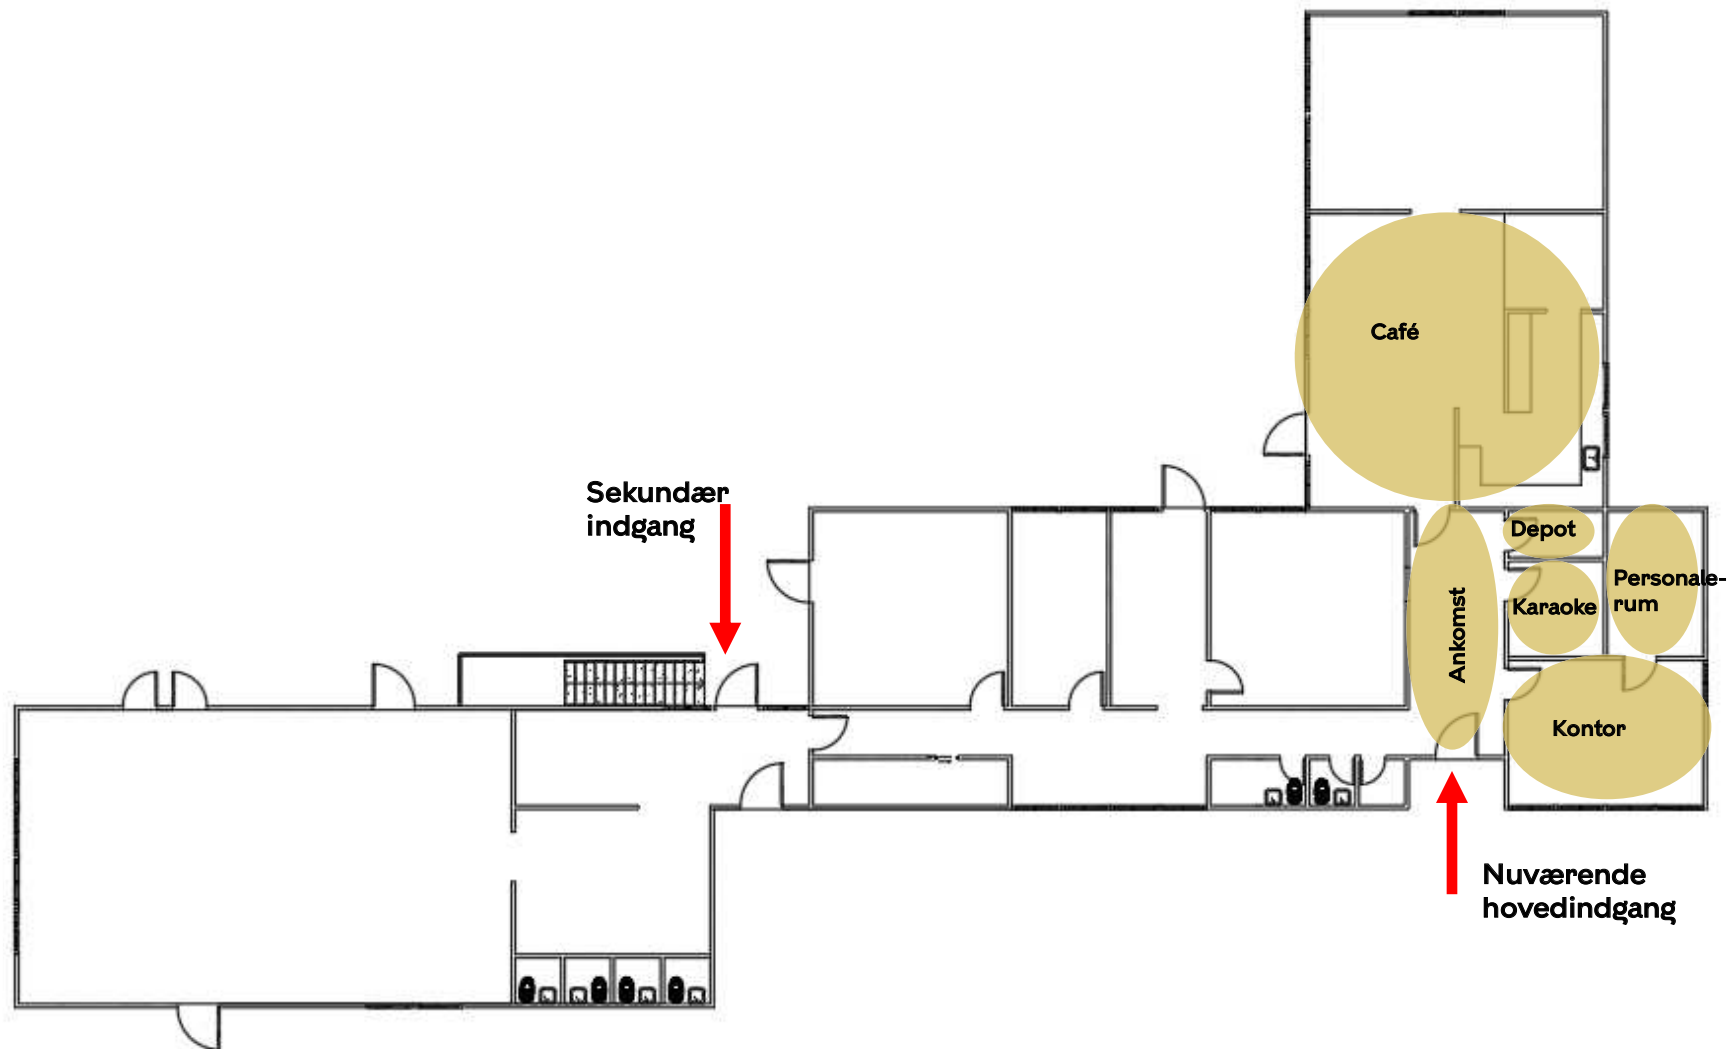 Café
Sekundær
indgang
Depot
Personale-
rum
Karaoke
Ankomst
Kontor
Nuværende
hovedindgang